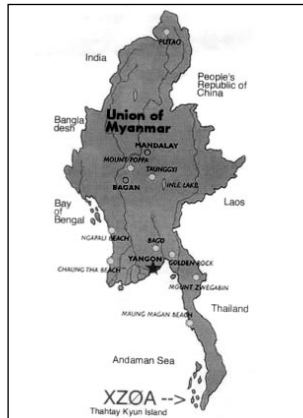 PUTAO
India
People's
Republic of
China
Bangla
desh
Union of
Myanmar
MANDALAY
MOUNT POPPA
TAUNGGYI
BAGAN
INLE LAKE
Bay
of
Bengal
Laos
NGAPALI BEACH
BAGO
YANGON
GOLDEN ROCK
CHAUNG THA BEACH
MOUNT ZWEGABIN
Thailand
MAUNG MAGAN BEACH
Andaman Sea
XZØA -->
Thahtay Kyun Island